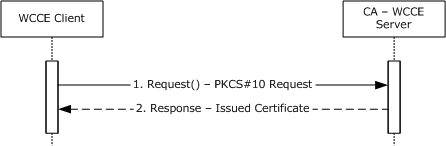 WCCE Client
CA – WCCE
Server
1. Request() – PKCS#10 Request
2. Response – Issued Certificate